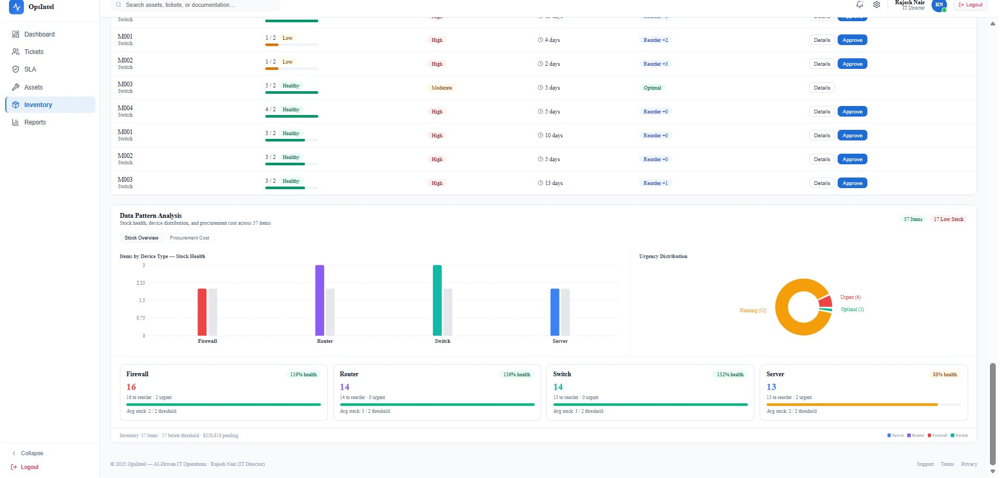 OpsIntel
Search assets, tickets, or documentation...
Rajesh Nair
IT Director
RN
Logout
Dashboard
Tickets
SLA
Assets
Inventory
Reports
Collapse
Logout
Switch
M001
Switch
1 / 2 Low
High
4 days
Reorder +2
Details
Approve
M002
Switch
1 / 2 Low
High
2 days
Reorder +3
Details
Approve
M003
Switch
5 / 2 Healthy
Moderate
5 days
Optimal
Details
M004
Switch
4 / 2 Healthy
High
5 days
Reorder +0
Details
Approve
M001
Switch
3 / 2 Healthy
High
10 days
Reorder +0
Details
Approve
M002
Switch
3 / 2 Healthy
High
5 days
Reorder +0
Details
Approve
M003
Switch
3 / 2 Healthy
High
13 days
Reorder +1
Details
Approve
Data Pattern Analysis
Stock health, device distribution, and procurement cost across 57 items
57 Items
17 Low Stock
Stock Overview
Procurement Cost
Items by Device Type — Stock Health
3
2.25
1.5
0.75
0
Firewall
Router
Switch
Server
Urgency Distribution
Planning (52)
Urgent (4)
Optimal (1)
Firewall
119% health
16
16 to reorder · 2 urgent
Avg stock: 2 / 2 threshold
Router
136% health
14
14 to reorder · 0 urgent
Avg stock: 3 / 2 threshold
Switch
132% health
14
13 to reorder · 0 urgent
Avg stock: 3 / 2 threshold
Server
88% health
13
13 to reorder · 2 urgent
Avg stock: 2 / 2 threshold
Inventory: 57 items · 17 below threshold · $350,816 pending
Server
Router
Firewall
Switch
© 2025 OpsIntel — AI-Driven IT Operations · Rajesh Nair (IT Director)
Support
Terms
Privacy